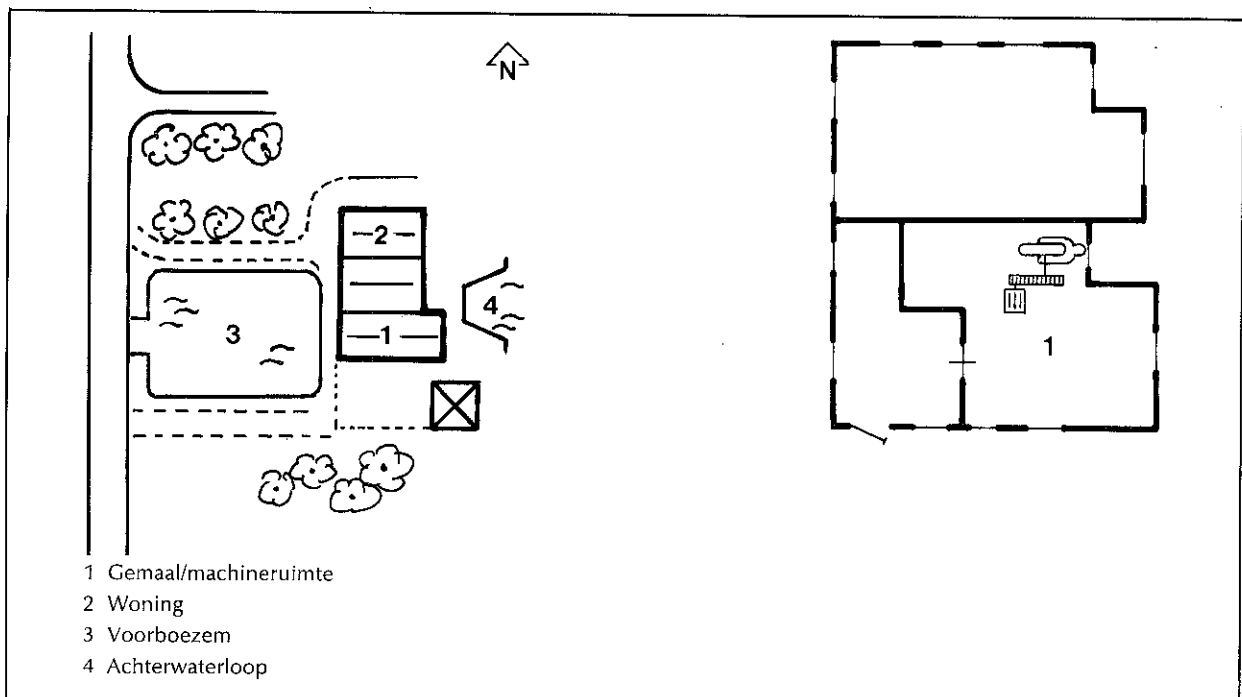 N
2
1
3
4
1
1 Gemaal/machineruimte
2 Woning
3 Voorboezem
4 Achterwaterloop